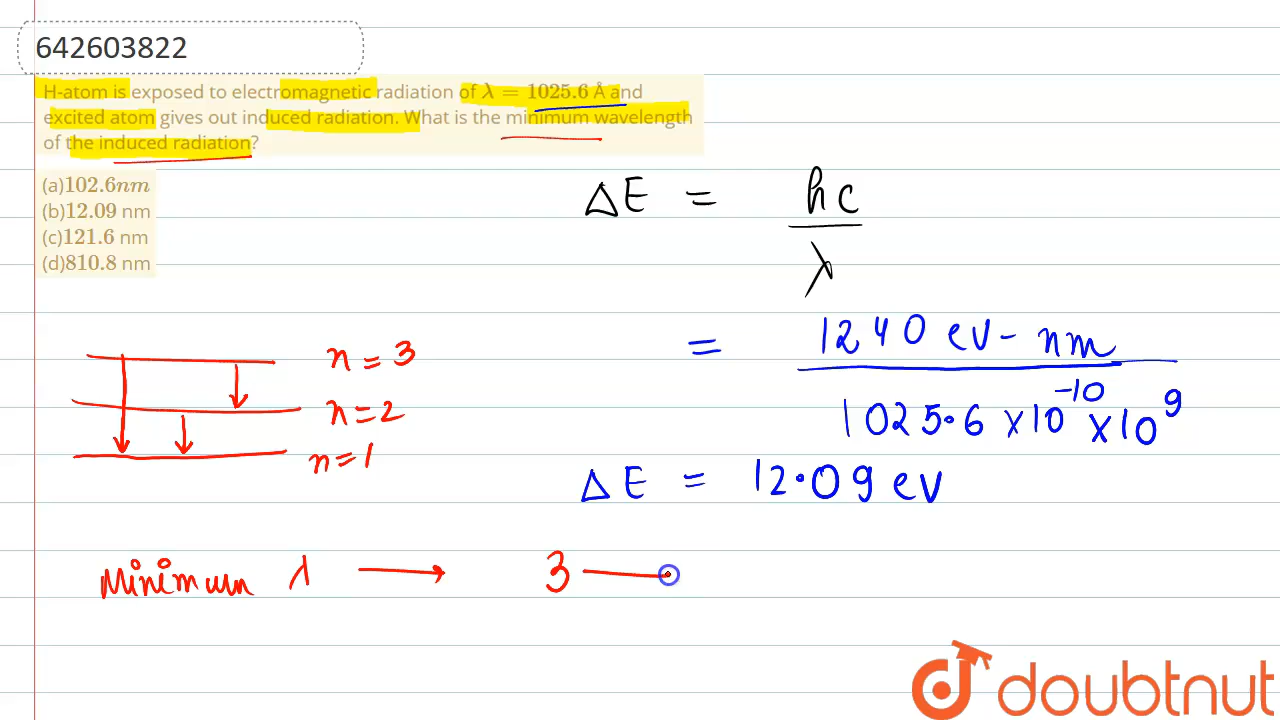 642603822
H-atom is exposed to electromagnetic radiation of λ = 1025.6 Å and
excited atom gives out induced radiation. What is the minimum wavelength
of the induced radiation?
(a)102.6nm
(b)12.09 nm
(c)121.6 nm
(d)810.8 nm
ΔE = hc
λ
= 1240 ev - nm
1025.6 x 10⁻¹⁰ x 10⁹
ΔE = 12.09 ev
n = 3
n = 2
n = 1
Minimum λ → 3
doubtnut